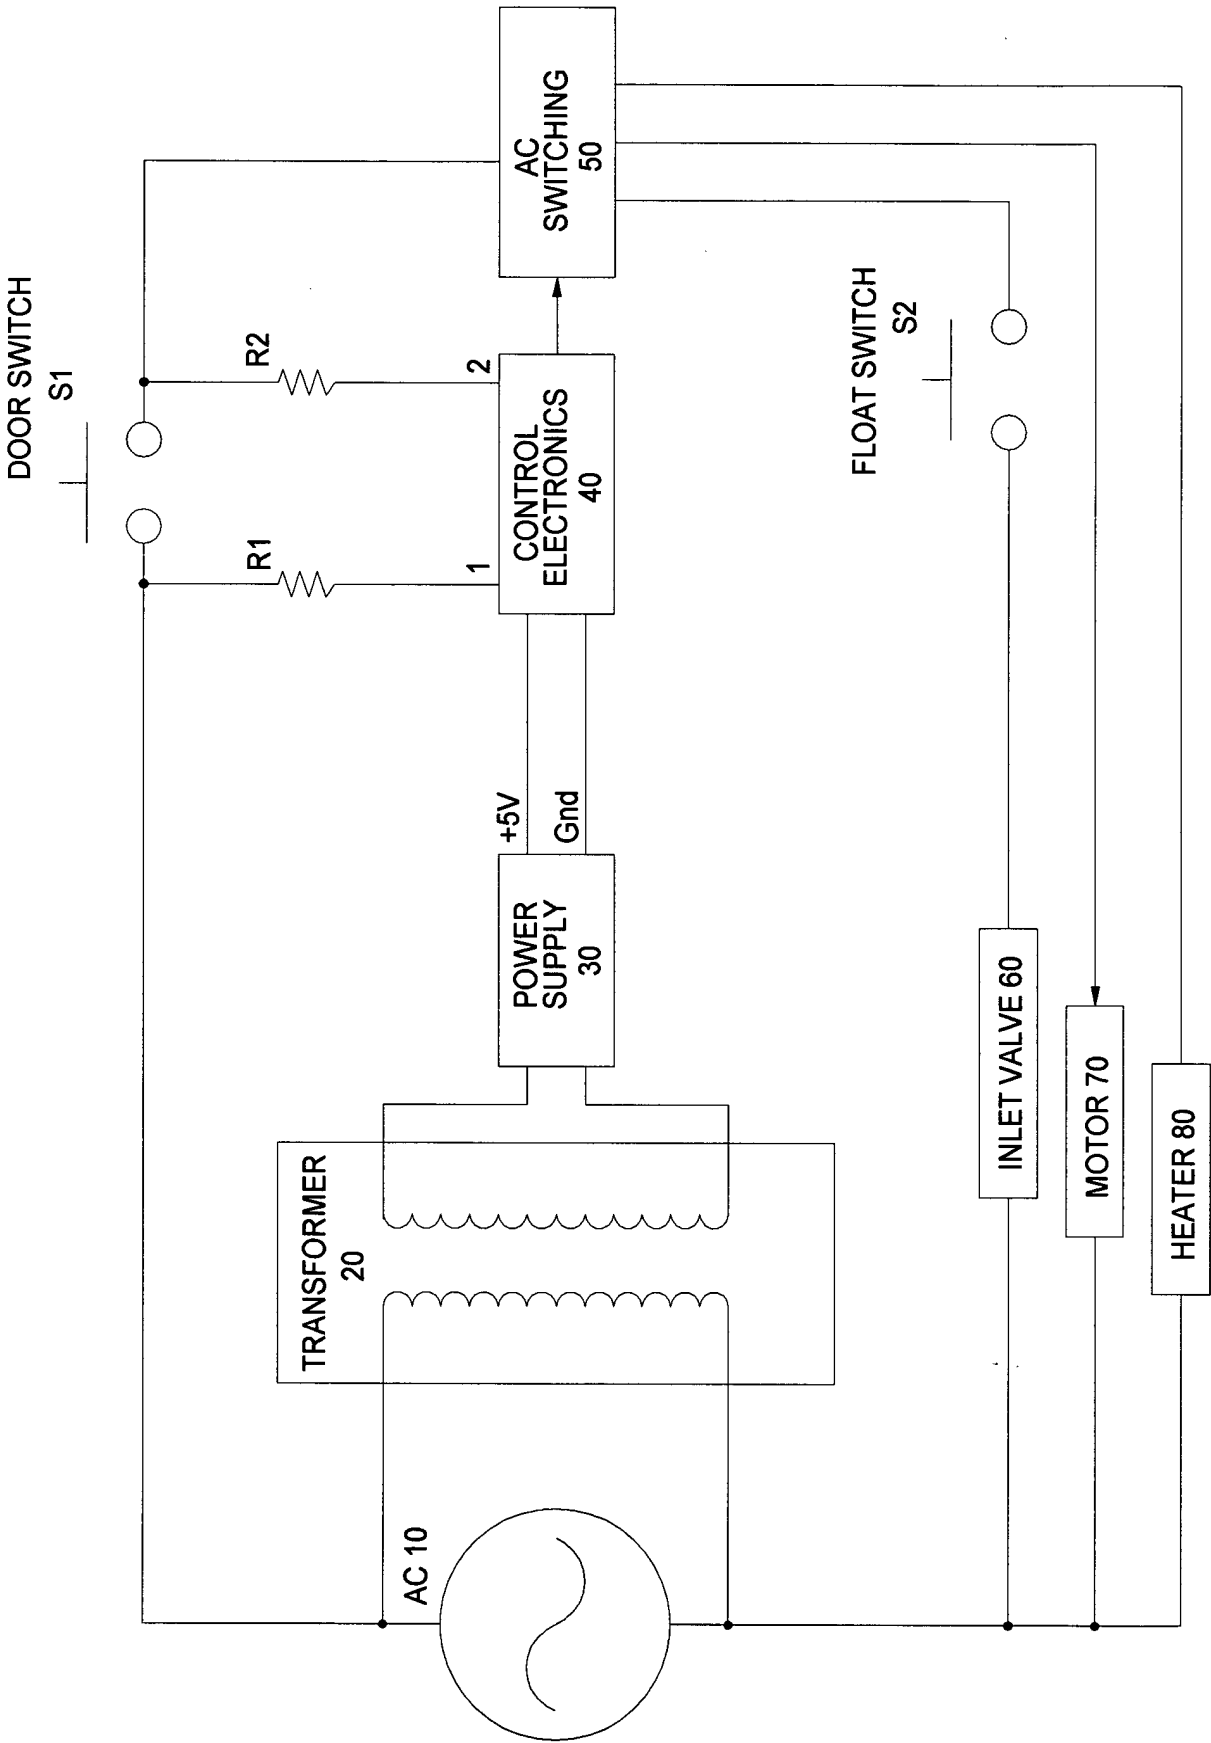 DOOR SWITCH
S1
R1
R2
1
2
AC 10
TRANSFORMER
20
POWER
SUPPLY
30
+5V
Gnd
CONTROL
ELECTRONICS
40
AC
SWITCHING
50
FLOAT SWITCH
S2
INLET VALVE 60
MOTOR 70
HEATER 80